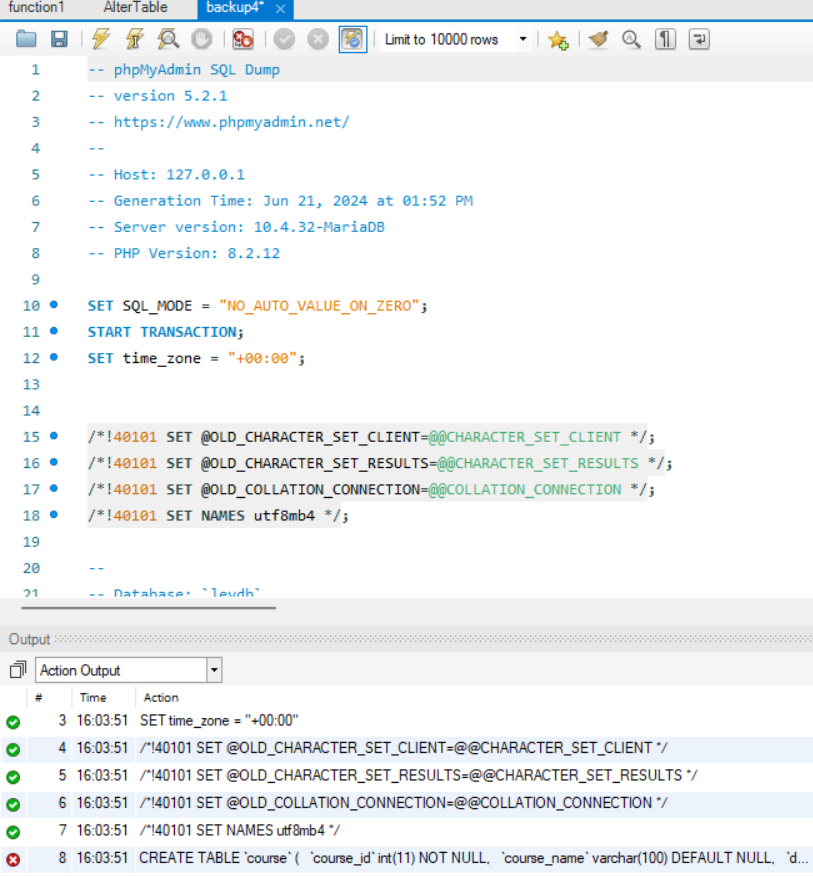 function1 AlterTable backup4*
Limit to 10000 rows
1 -- phpMyAdmin SQL Dump
2 -- version 5.2.1
3 -- https://www.phpmyadmin.net/
4 --
5 -- Host: 127.0.0.1
6 -- Generation Time: Jun 21, 2024 at 01:52 PM
7 -- Server version: 10.4.32-MariaDB
8 -- PHP Version: 8.2.12
9
10 SET SQL_MODE = "NO_AUTO_VALUE_ON_ZERO";
11 START TRANSACTION;
12 SET time_zone = "+00:00";
13
14
15 /*!40101 SET @OLD_CHARACTER_SET_CLIENT=@@CHARACTER_SET_CLIENT */;
16 /*!40101 SET @OLD_CHARACTER_SET_RESULTS=@@CHARACTER_SET_RESULTS */;
17 /*!40101 SET @OLD_COLLATION_CONNECTION=@@COLLATION_CONNECTION */;
18 /*!40101 SET NAMES utf8mb4 */;
19
20 --
21 -- Database: `levdb`
Output
Action Output
# Time Action
3 16:03:51 SET time_zone = "+00:00"
4 16:03:51 /*!40101 SET @OLD_CHARACTER_SET_CLIENT=@@CHARACTER_SET_CLIENT */
5 16:03:51 /*!40101 SET @OLD_CHARACTER_SET_RESULTS=@@CHARACTER_SET_RESULTS */
6 16:03:51 /*!40101 SET @OLD_COLLATION_CONNECTION=@@COLLATION_CONNECTION */
7 16:03:51 /*!40101 SET NAMES utf8mb4 */
8 16:03:51 CREATE TABLE `course` ( `course_id` int(11) NOT NULL, `course_name` varchar(100) DEFAULT NULL, `d...